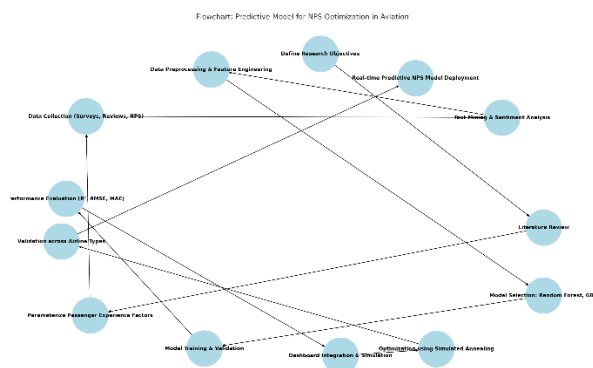 Flowchart: Predictive Model for NPS Optimization in Aviation
Define Research Objectives
Data Preprocessing & Feature Engineering
Real-time Predictive NPS Model Deployment
Data Collection (Surveys, Reviews, NPS)
Text Mining & Sentiment Analysis
erformance Evaluation (R², RMSE, MAE)
Literature Review
Validation across Airline Types
Model Selection: Random Forest, GB
Parameterize Passenger Experience Factors
Model Training & Validation
Optimization using Simulated Annealing
Dashboard Integration & Simulation